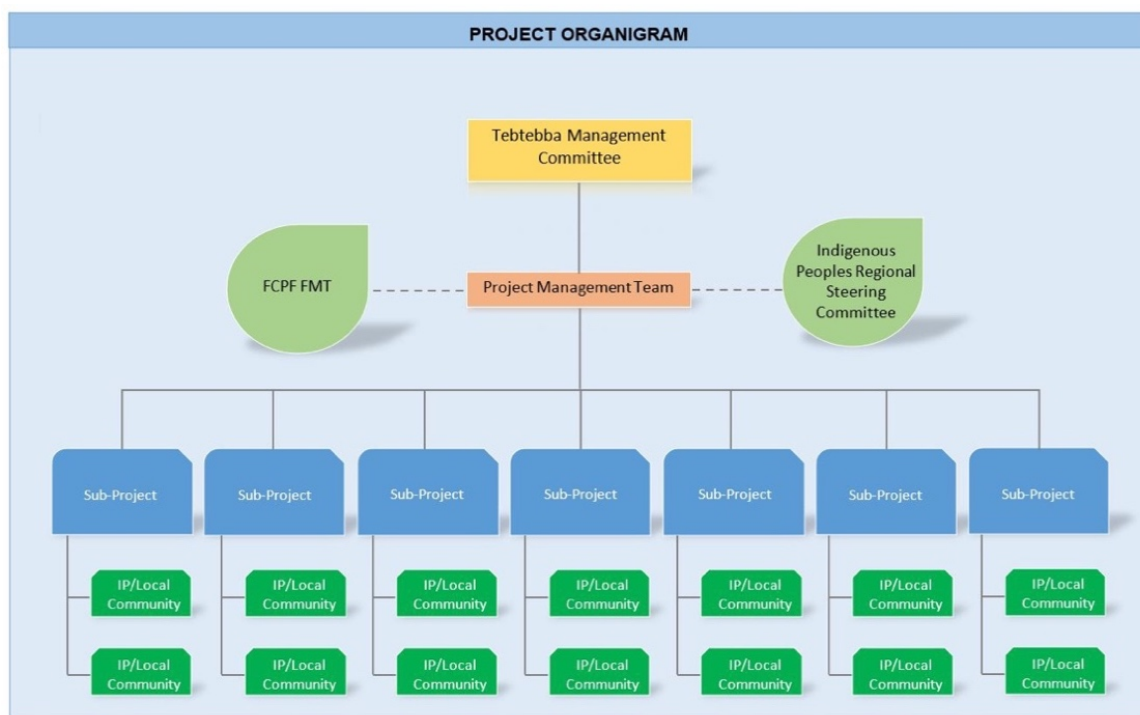 PROJECT ORGANIGRAM
Tebtebba Management
Committee
FCPF FMT
Project Management Team
Indigenous
Peoples Regional
Steering
Committee
Sub-Project
Sub-Project
Sub-Project
Sub-Project
Sub-Project
Sub-Project
Sub-Project
IP/Local
Community
IP/Local
Community
IP/Local
Community
IP/Local
Community
IP/Local
Community
IP/Local
Community
IP/Local
Community
IP/Local
Community
IP/Local
Community
IP/Local
Community
IP/Local
Community
IP/Local
Community
IP/Local
Community
IP/Local
Community